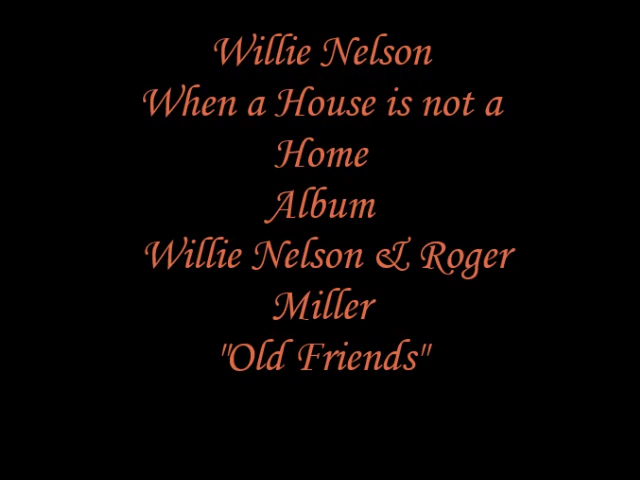 Willie Nelson
When a House is not a
Home
Album
Willie Nelson & Roger
Miller
"Old Friends"